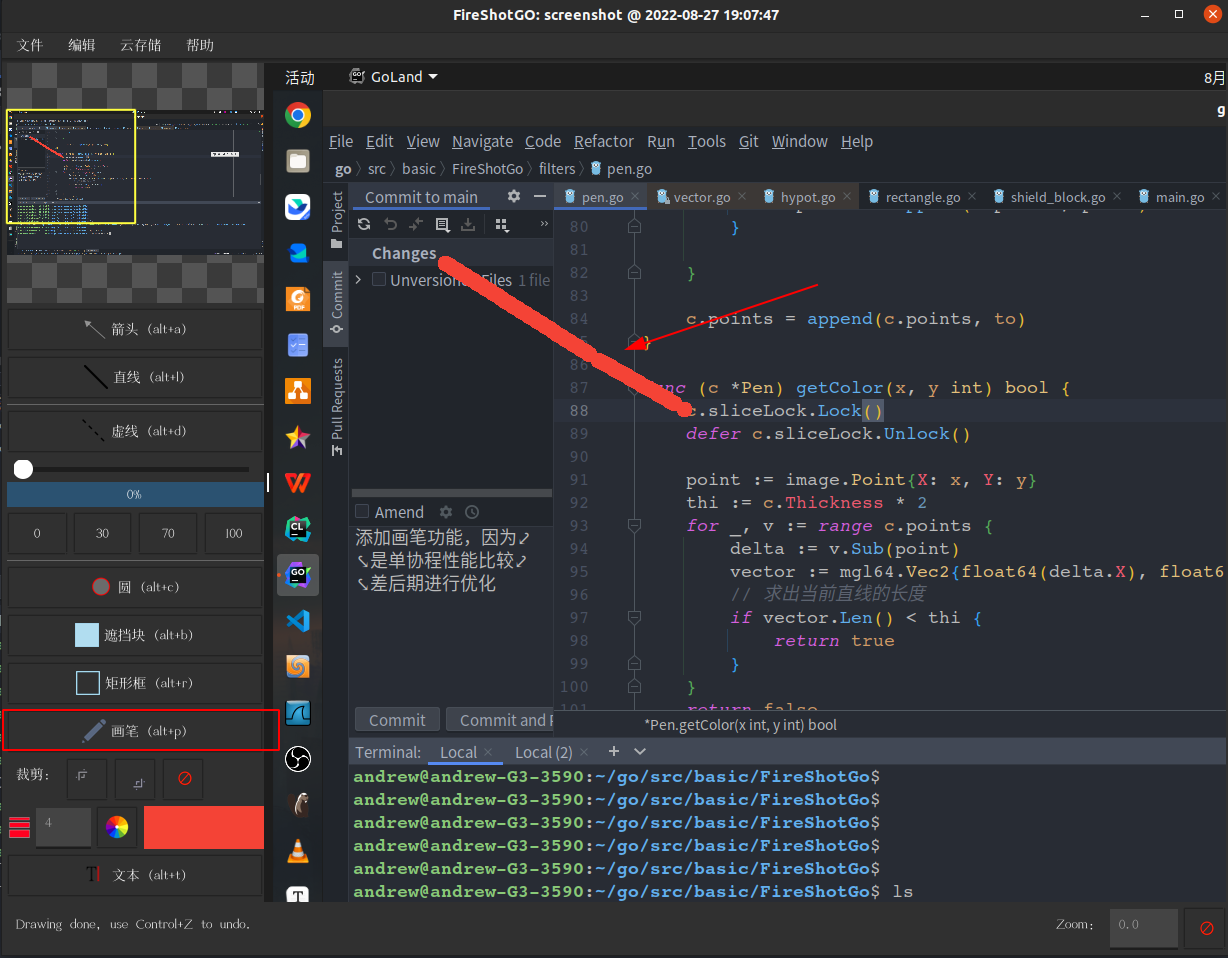 FireShotGO: screenshot @ 2022-08-27 19:07:47
文件 编辑 云存储 帮助
活动 GoLand 8月
File Edit View Navigate Code Refactor Run Tools Git Window Help
go src basic FireShotGo filters pen.go
Project
Commit
Pull Requests
Commit to main
pen.go vector.go hypot.go rectangle.go shield_block.go main.go
Changes
Files 1 file
80 }
81
82 }
83
84 c.points = append(c.points, to)
}
86
87 (c *Pen) getColor(x, y int) bool {
88 c.sliceLock.Lock()
89 defer c.sliceLock.Unlock()
90
91 point := image.Point{X: x, Y: y}
92 thi := c.Thickness * 2
93 for _, v := range c.points {
94 delta := v.Sub(point)
95 vector := mgl64.Vec2{float64(delta.X), float6
96 // 求出当前直线的长度
97 if vector.Len() < thi {
98 return true
99 }
100 }
return false
Amend
添加画笔功能，因为
是单协程性能比较
差后期进行优化
Commit
Commit and
*Pen.getColor(x int, y int) bool
Terminal: Local Local (2)
andrew@andrew-G3-3590:~/go/src/basic/FireShotGo$
andrew@andrew-G3-3590:~/go/src/basic/FireShotGo$
andrew@andrew-G3-3590:~/go/src/basic/FireShotGo$
andrew@andrew-G3-3590:~/go/src/basic/FireShotGo$
andrew@andrew-G3-3590:~/go/src/basic/FireShotGo$
andrew@andrew-G3-3590:~/go/src/basic/FireShotGo$ ls
箭头 (alt+a)
直线 (alt+l)
虚线 (alt+d)
0%
0 30 70 100
圆 (alt+c)
遮挡块 (alt+b)
矩形框 (alt+r)
画笔 (alt+p)
裁剪:
4
文本 (alt+t)
Drawing done, use Control+Z to undo.
Zoom: 0.0